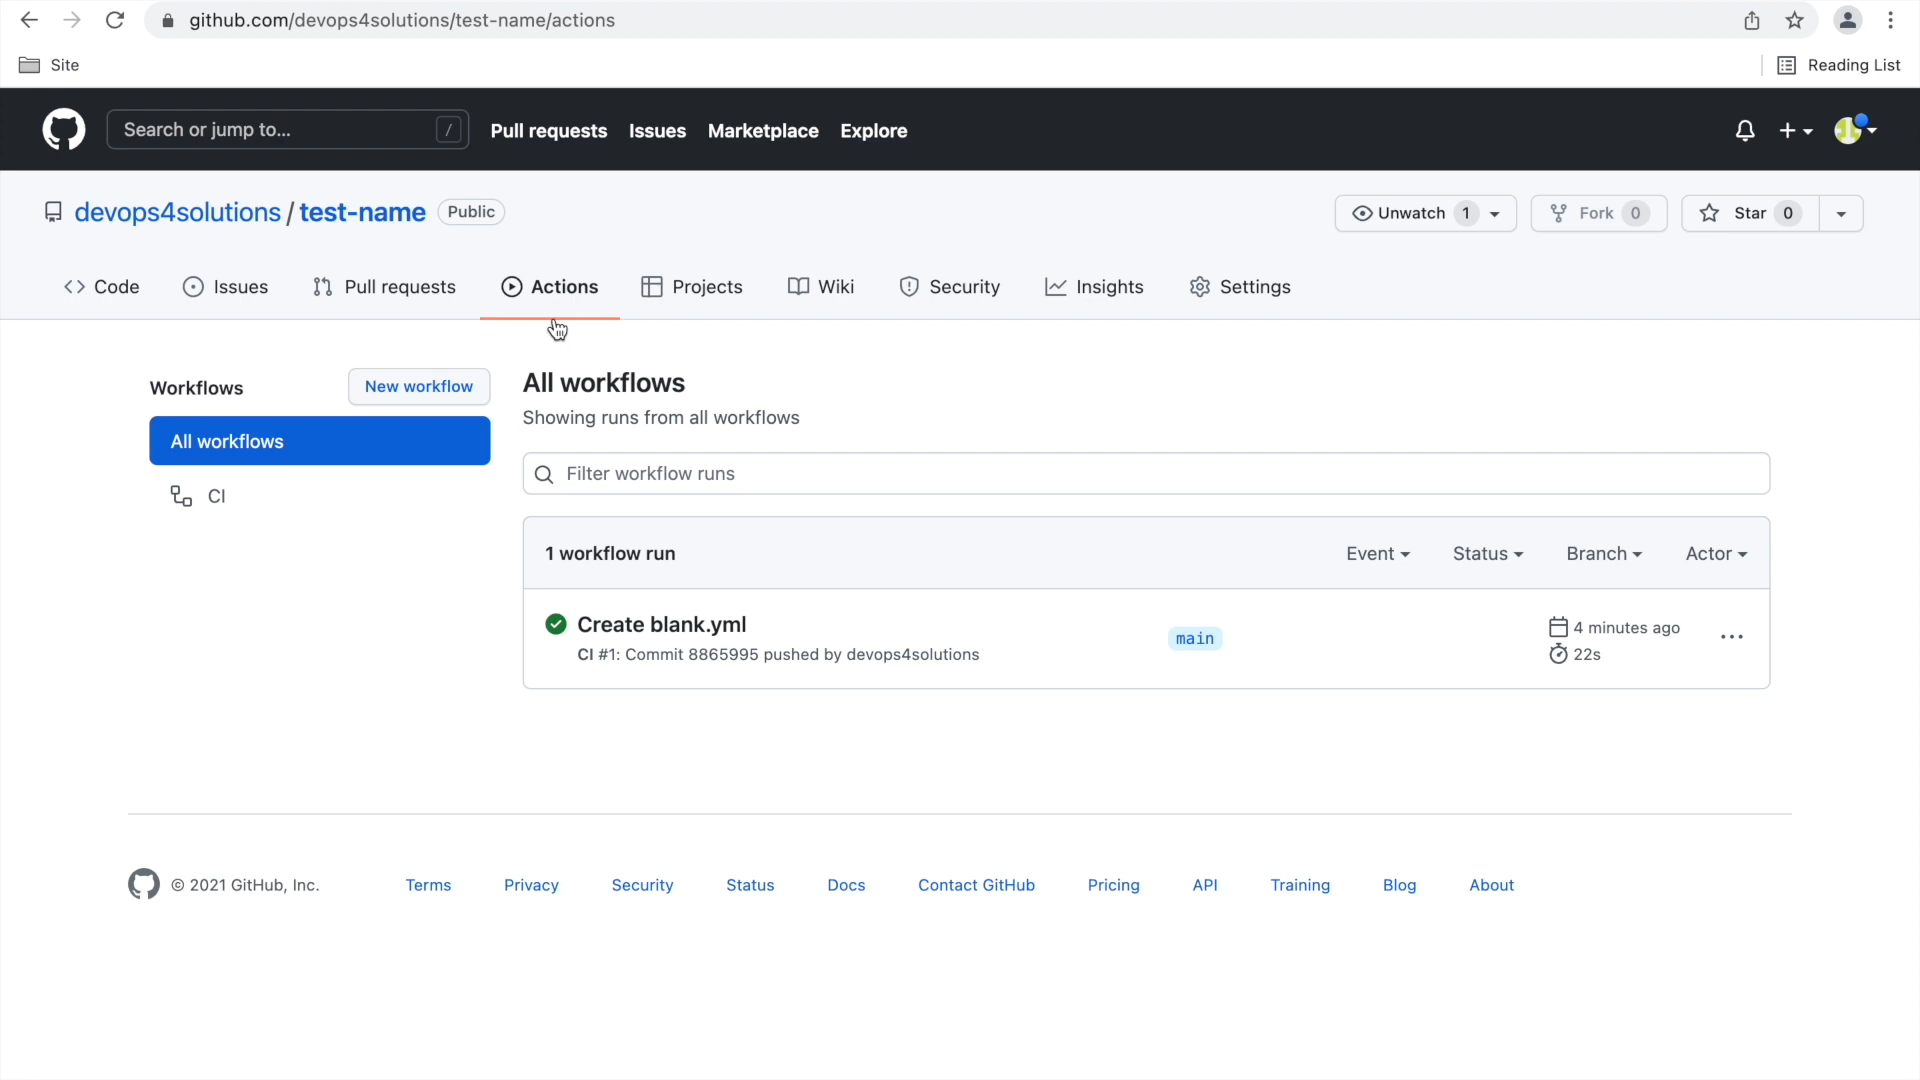 github.com/devops4solutions/test-name/actions
Site
Reading List
Search or jump to... /
Pull requests Issues Marketplace Explore
devops4solutions / test-name Public
Unwatch 1 Fork 0 Star 0
Code Issues Pull requests Actions Projects Wiki Security Insights Settings
Workflows New workflow
All workflows
CI
All workflows
Showing runs from all workflows
Filter workflow runs
1 workflow run Event Status Branch Actor
Create blank.yml
CI #1: Commit 8865995 pushed by devops4solutions
main
4 minutes ago
22s
© 2021 GitHub, Inc. Terms Privacy Security Status Docs Contact GitHub Pricing API Training Blog About